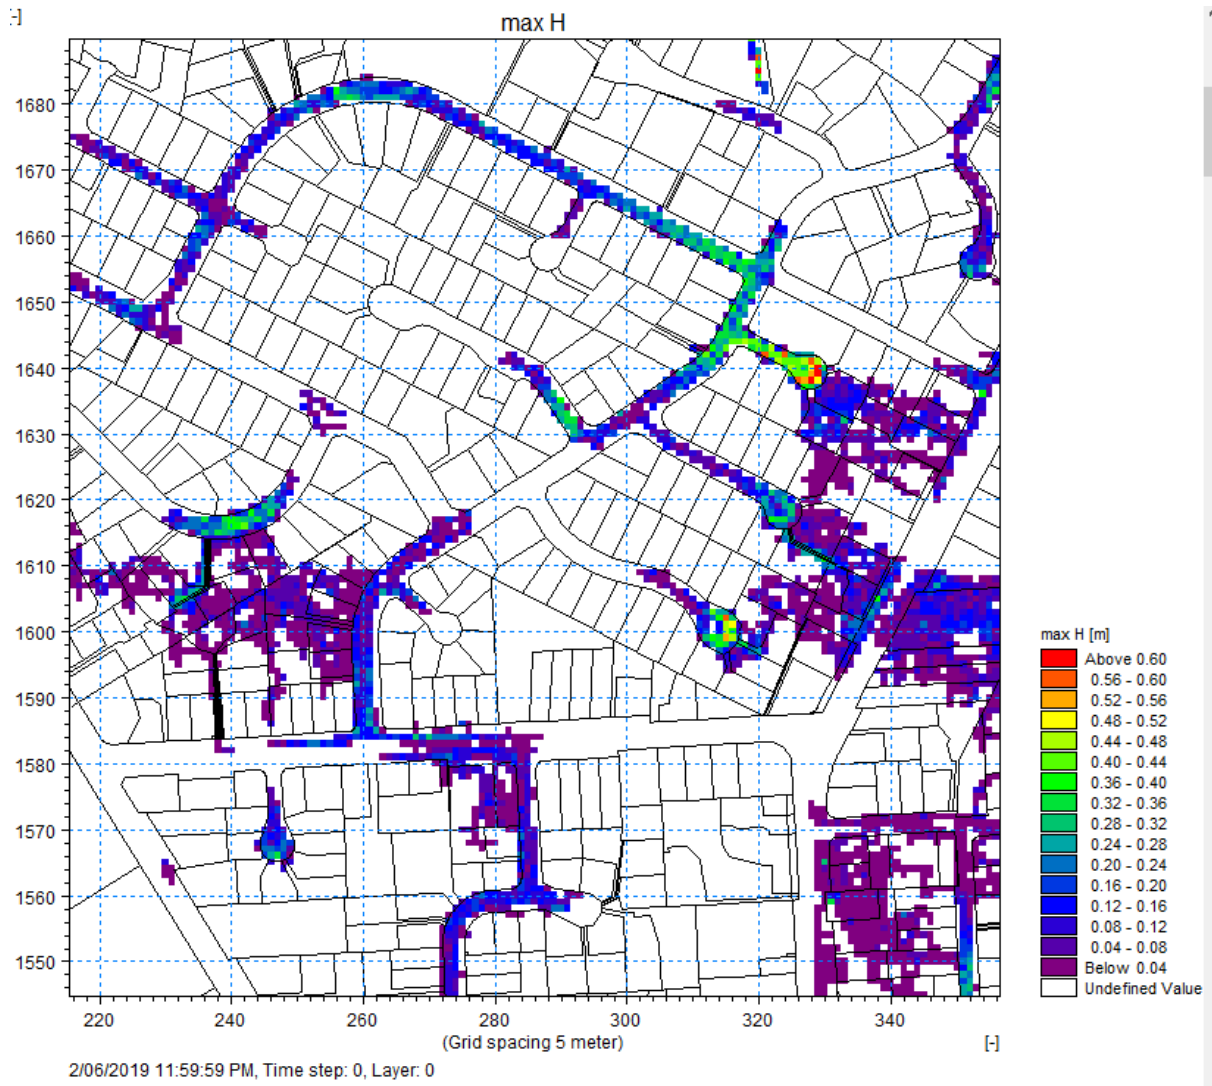 [-]
max H
1680
1670
1660
1650
1640
1630
1620
1610
1600
1590
1580
1570
1560
1550
220 240 260 280 300 320 340
(Grid spacing 5 meter)
[-]
2/06/2019 11:59:59 PM, Time step: 0, Layer: 0
max H [m]
Above 0.60
0.56 - 0.60
0.52 - 0.56
0.48 - 0.52
0.44 - 0.48
0.40 - 0.44
0.36 - 0.40
0.32 - 0.36
0.28 - 0.32
0.24 - 0.28
0.20 - 0.24
0.16 - 0.20
0.12 - 0.16
0.08 - 0.12
0.04 - 0.08
Below 0.04
Undefined Value